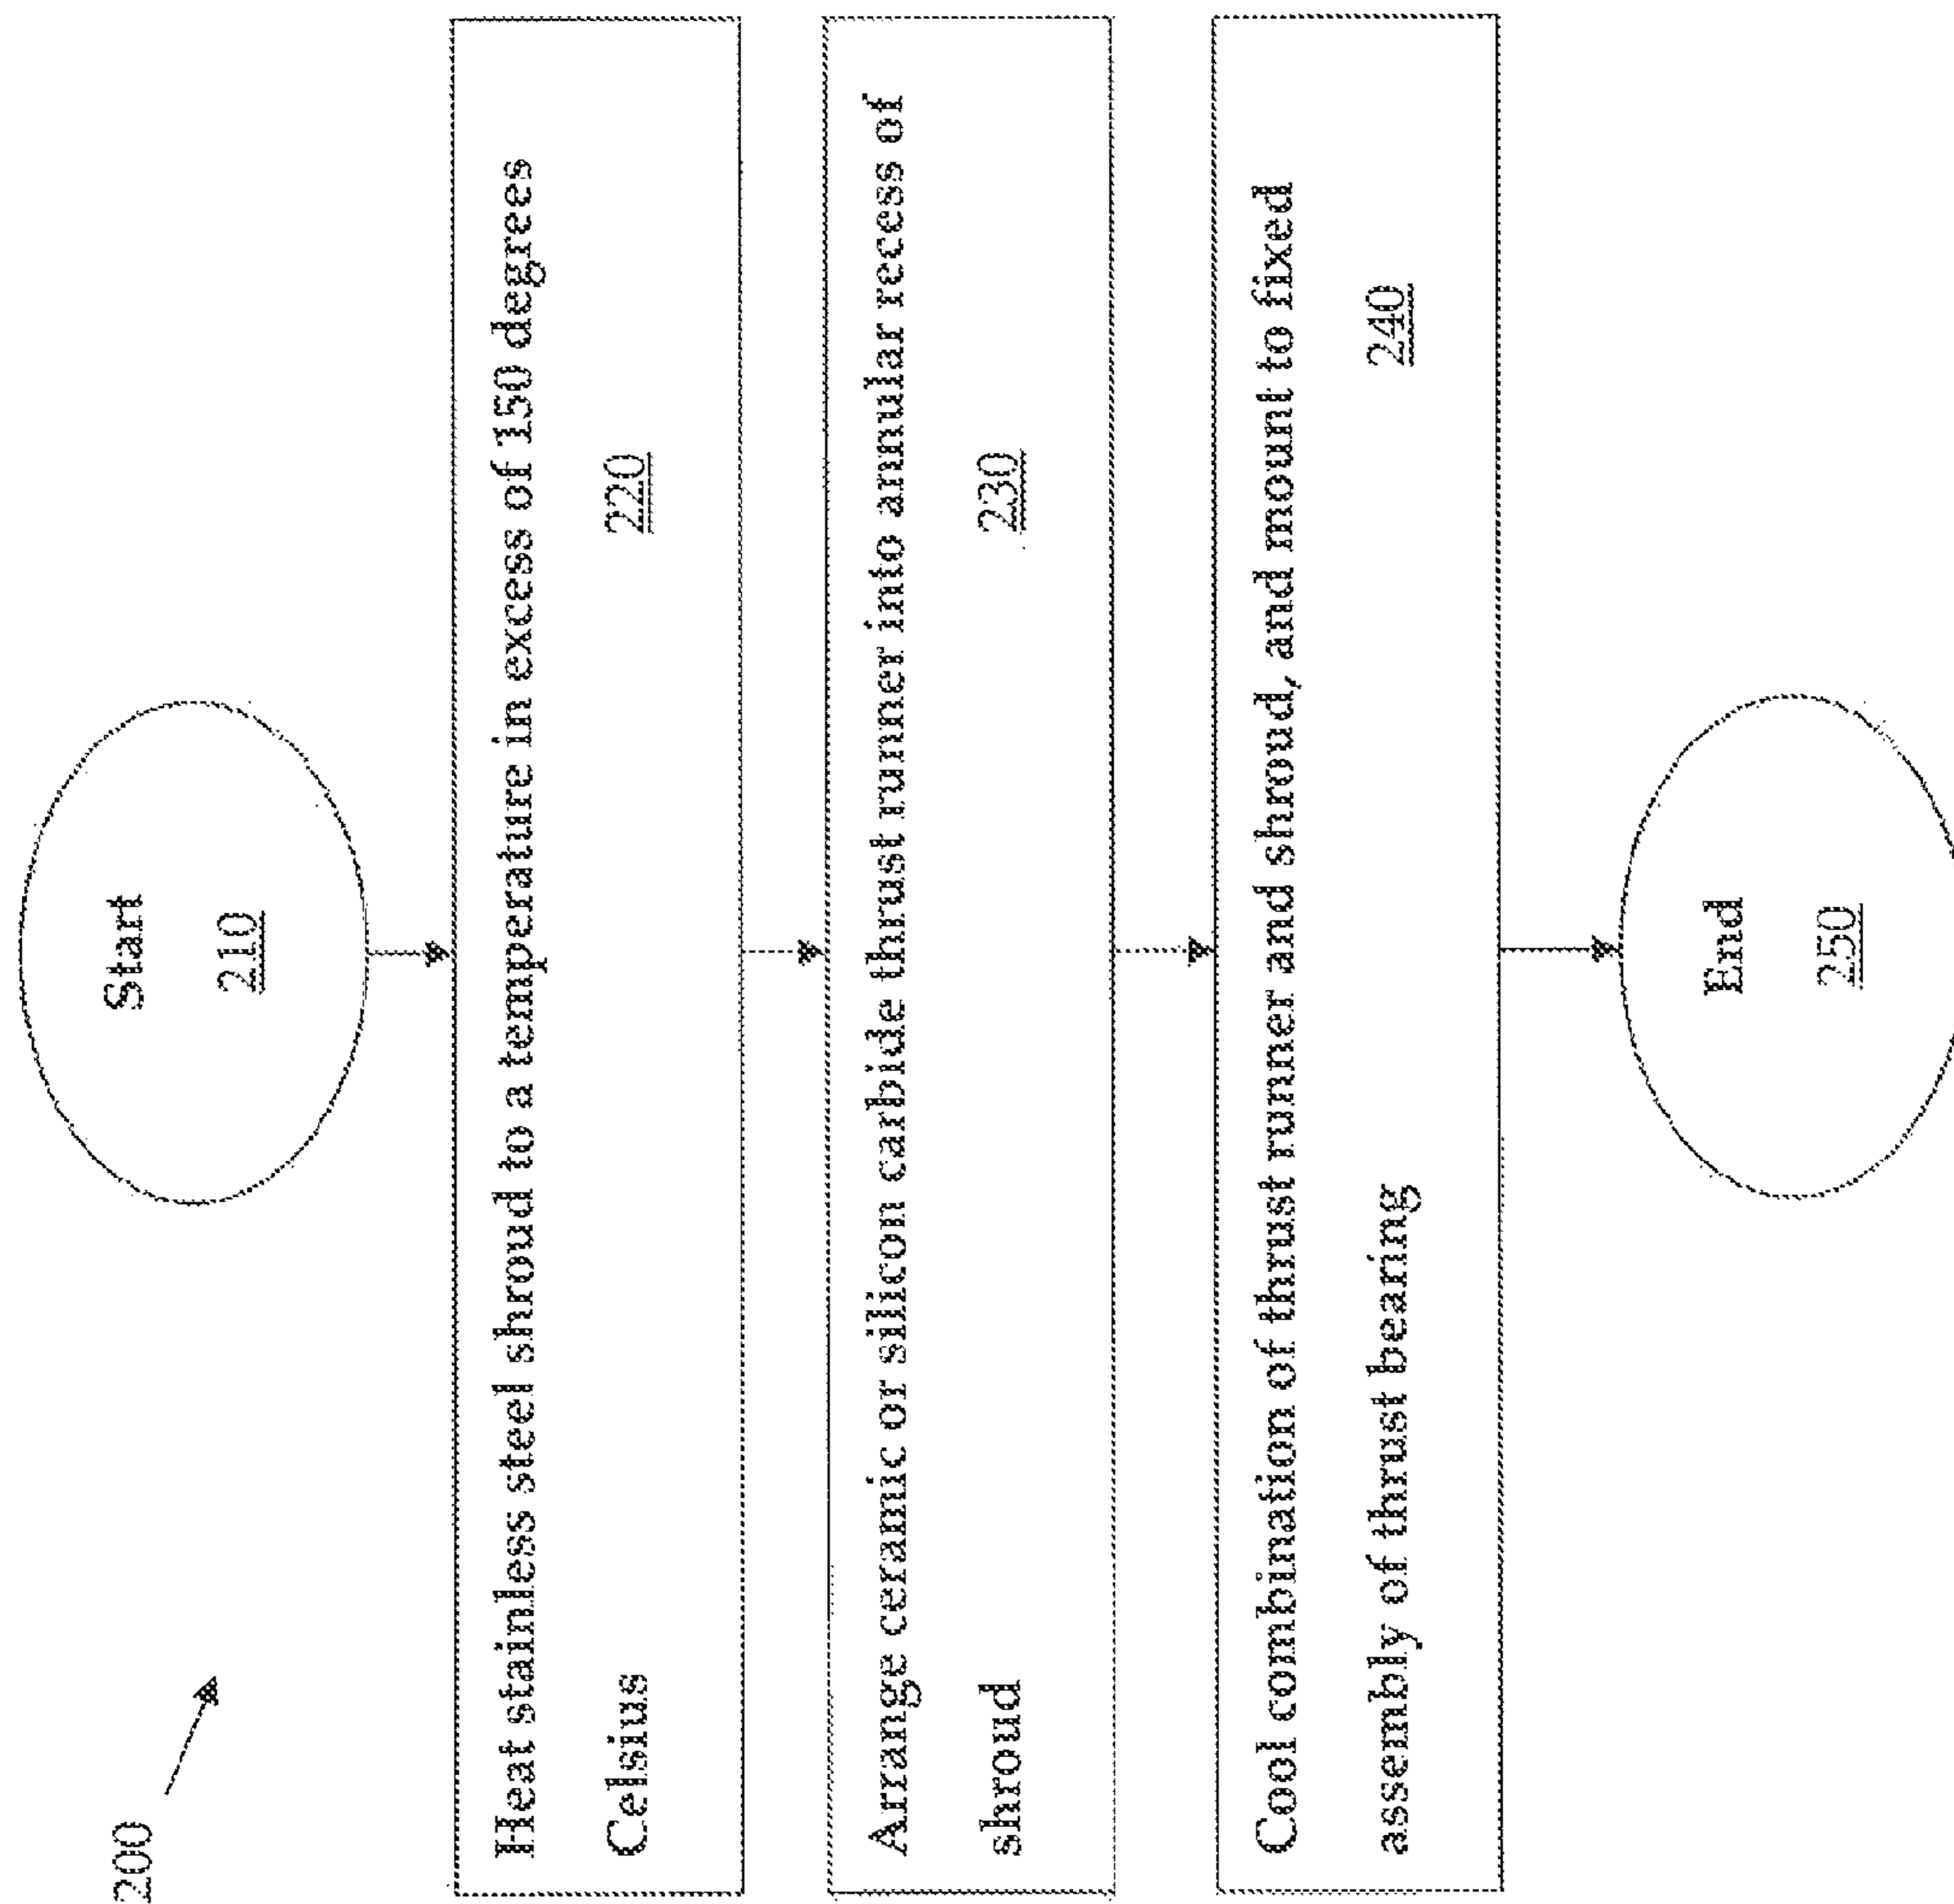 200
Start
210
Heat stainless steel shroud to a temperature in excess of 150 degrees
Celsius 220
Arrange ceramic or silicon carbide thrust runner into annular recess of
shroud 230
Cool combination of thrust runner and shroud, and mount to fixed
assembly of thrust bearing 240
End
250